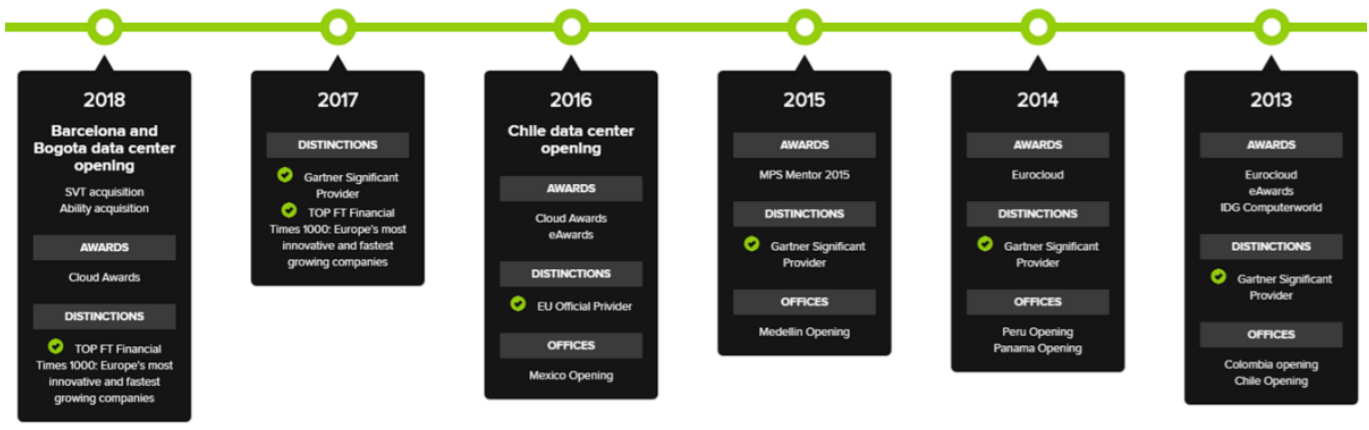 2018
Barcelona and
Bogota data center
opening
SVT acquisition
Ability acquisition
AWARDS
Cloud Awards
DISTINCTIONS
TOP FT Financial
Times 1000: Europe's most
innovative and fastest
growing companies
2017
DISTINCTIONS
Gartner Significant
Provider
TOP FT Financial
Times 1000: Europe's most
innovative and fastest
growing companies
2016
Chile data center
opening
AWARDS
Cloud Awards
eAwards
DISTINCTIONS
EU Official Privider
OFFICES
Mexico Opening
2015
AWARDS
MPS Mentor 2015
DISTINCTIONS
Gartner Significant
Provider
OFFICES
Medellin Opening
2014
AWARDS
Eurocloud
DISTINCTIONS
Gartner Significant
Provider
OFFICES
Peru Opening
Panama Opening
2013
AWARDS
Eurocloud
eAwards
IDG Computerworld
DISTINCTIONS
Gartner Significant
Provider
OFFICES
Colombia opening
Chile Opening